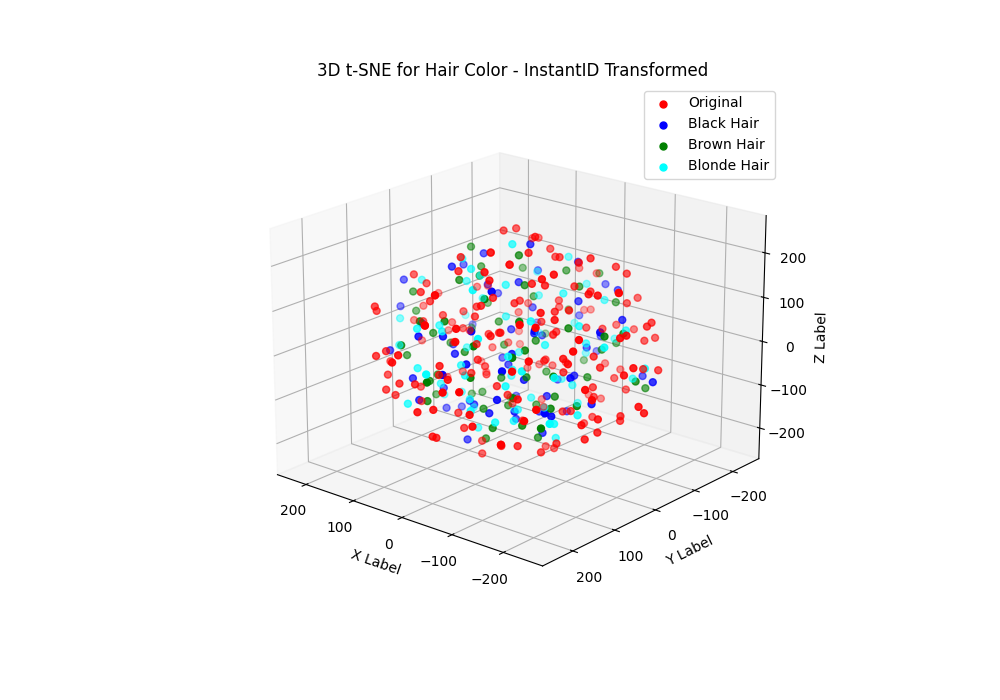 3D t-SNE for Hair Color - InstantID Transformed
Original
Black Hair
Brown Hair
Blonde Hair
200
100
0
−100
−200
Z Label
200
100
0
−100
−200
X Label
200
100
0
−100
−200
Y Label